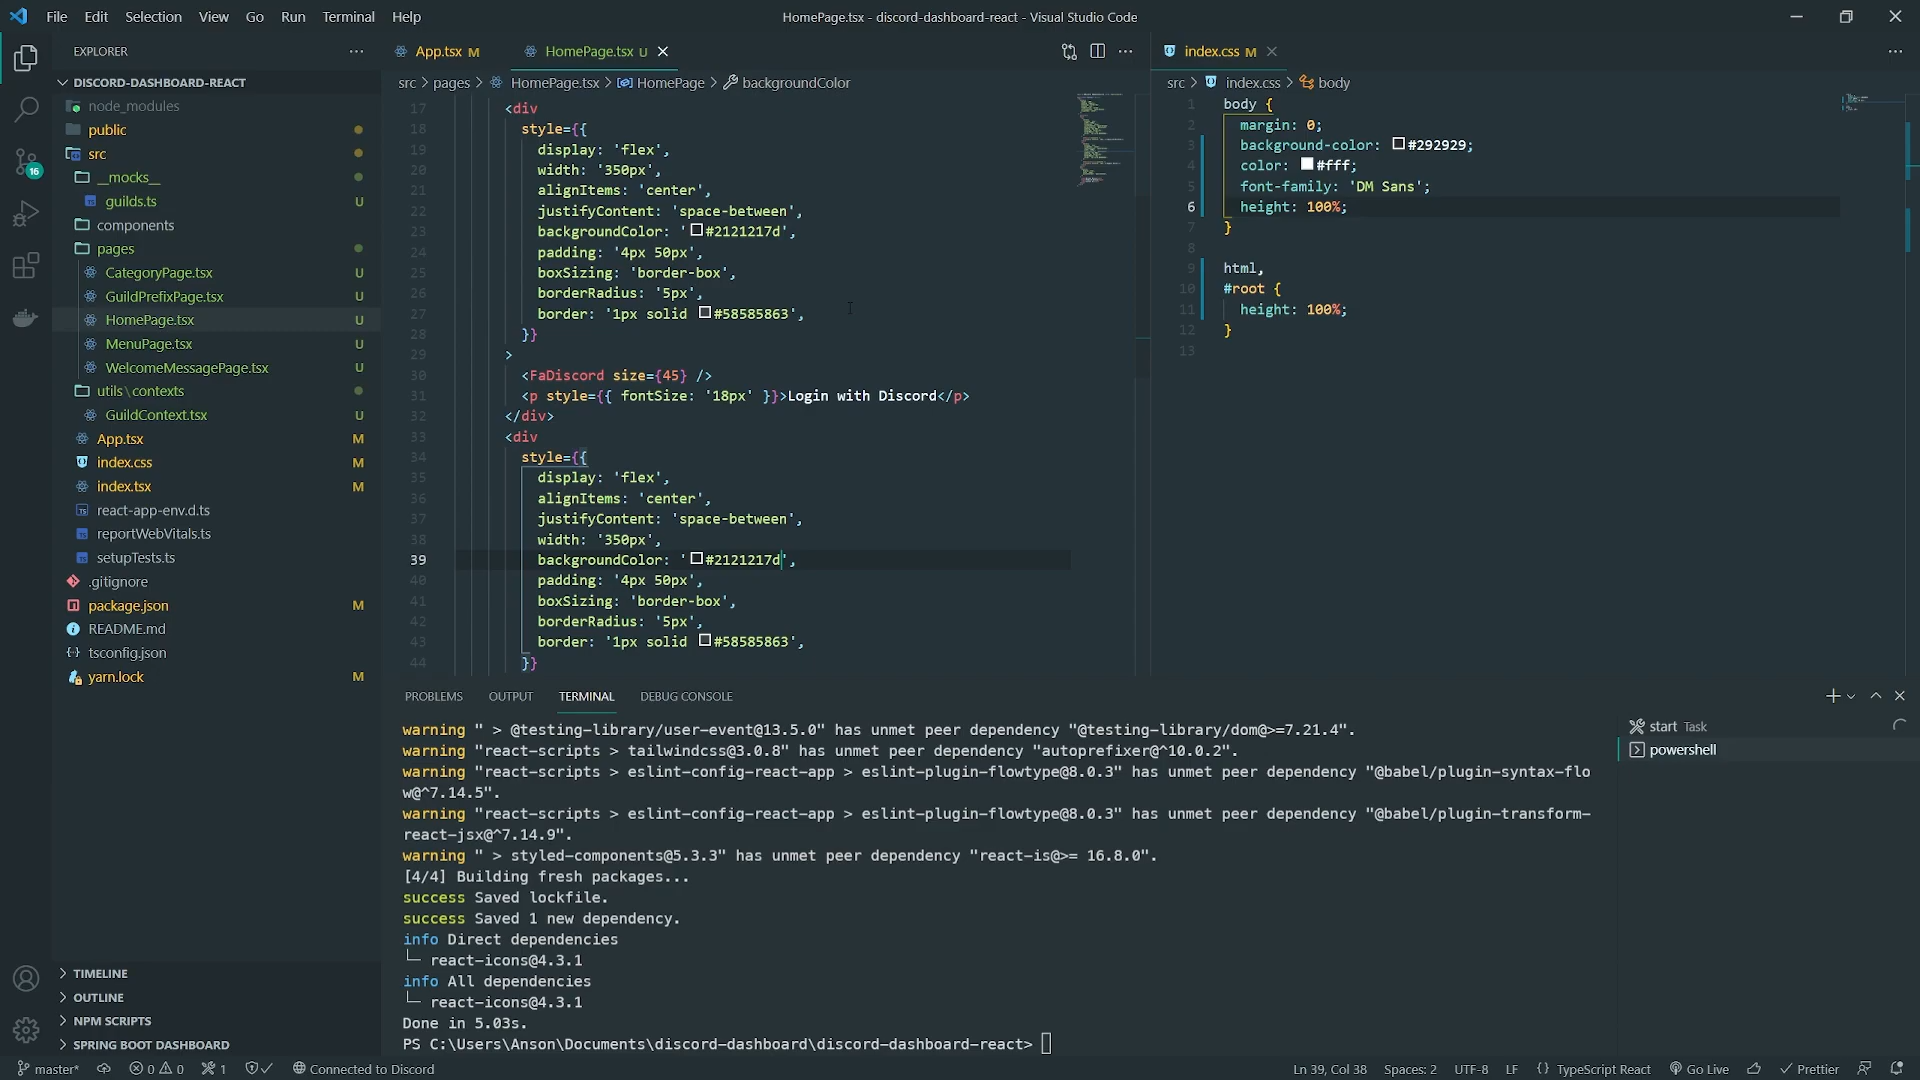 File Edit Selection View Go Run Terminal Help
HomePage.tsx - discord-dashboard-react - Visual Studio Code
EXPLORER
DISCORD-DASHBOARD-REACT
node_modules
public
src
__mocks__
guilds.ts U
components
pages
CategoryPage.tsx U
GuildPrefixPage.tsx U
HomePage.tsx U
MenuPage.tsx U
WelcomeMessagePage.tsx U
utils\contexts
GuildContext.tsx U
App.tsx M
index.css M
index.tsx M
react-app-env.d.ts
reportWebVitals.ts
setupTests.ts
.gitignore
package.json M
README.md
tsconfig.json
yarn.lock M
TIMELINE
OUTLINE
NPM SCRIPTS
SPRING BOOT DASHBOARD
16
App.tsx M
HomePage.tsx U
src > pages > HomePage.tsx > HomePage > backgroundColor
17 <div
18 style={{
19 display: 'flex',
20 width: '350px',
21 alignItems: 'center',
22 justifyContent: 'space-between',
23 backgroundColor: '#2121217d',
24 padding: '4px 50px',
25 boxSizing: 'border-box',
26 borderRadius: '5px',
27 border: '1px solid #58585863',
28 }}
29 >
30 <FaDiscord size={45} />
31 <p style={{ fontSize: '18px' }}>Login with Discord</p>
32 </div>
33 <div
34 style={{
35 display: 'flex',
36 alignItems: 'center',
37 justifyContent: 'space-between',
38 width: '350px',
39 backgroundColor: '#2121217d',
40 padding: '4px 50px',
41 boxSizing: 'border-box',
42 borderRadius: '5px',
43 border: '1px solid #58585863',
44 }}
index.css M
src > index.css > body
1 body {
2 margin: 0;
3 background-color: #292929;
4 color: #fff;
5 font-family: 'DM Sans';
6 height: 100%;
7 }
8
9 html,
10 #root {
11 height: 100%;
12 }
13
PROBLEMS OUTPUT TERMINAL DEBUG CONSOLE
warning " > @testing-library/user-event@13.5.0" has unmet peer dependency "@testing-library/dom@>=7.21.4".
warning "react-scripts > tailwindcss@3.0.8" has unmet peer dependency "autoprefixer@^10.0.2".
warning "react-scripts > eslint-config-react-app > eslint-plugin-flowtype@8.0.3" has unmet peer dependency "@babel/plugin-syntax-flo
w@^7.14.5".
warning "react-scripts > eslint-config-react-app > eslint-plugin-flowtype@8.0.3" has unmet peer dependency "@babel/plugin-transform-
react-jsx@^7.14.9".
warning " > styled-components@5.3.3" has unmet peer dependency "react-is@>= 16.8.0".
[4/4] Building fresh packages...
success Saved lockfile.
success Saved 1 new dependency.
info Direct dependencies
└─ react-icons@4.3.1
info All dependencies
└─ react-icons@4.3.1
Done in 5.03s.
PS C:\Users\Anson\Documents\discord-dashboard\discord-dashboard-react>
start Task
powershell
master* 0 0 1 Connected to Discord
Ln 39, Col 38 Spaces: 2 UTF-8 LF {} TypeScript React Go Live Prettier